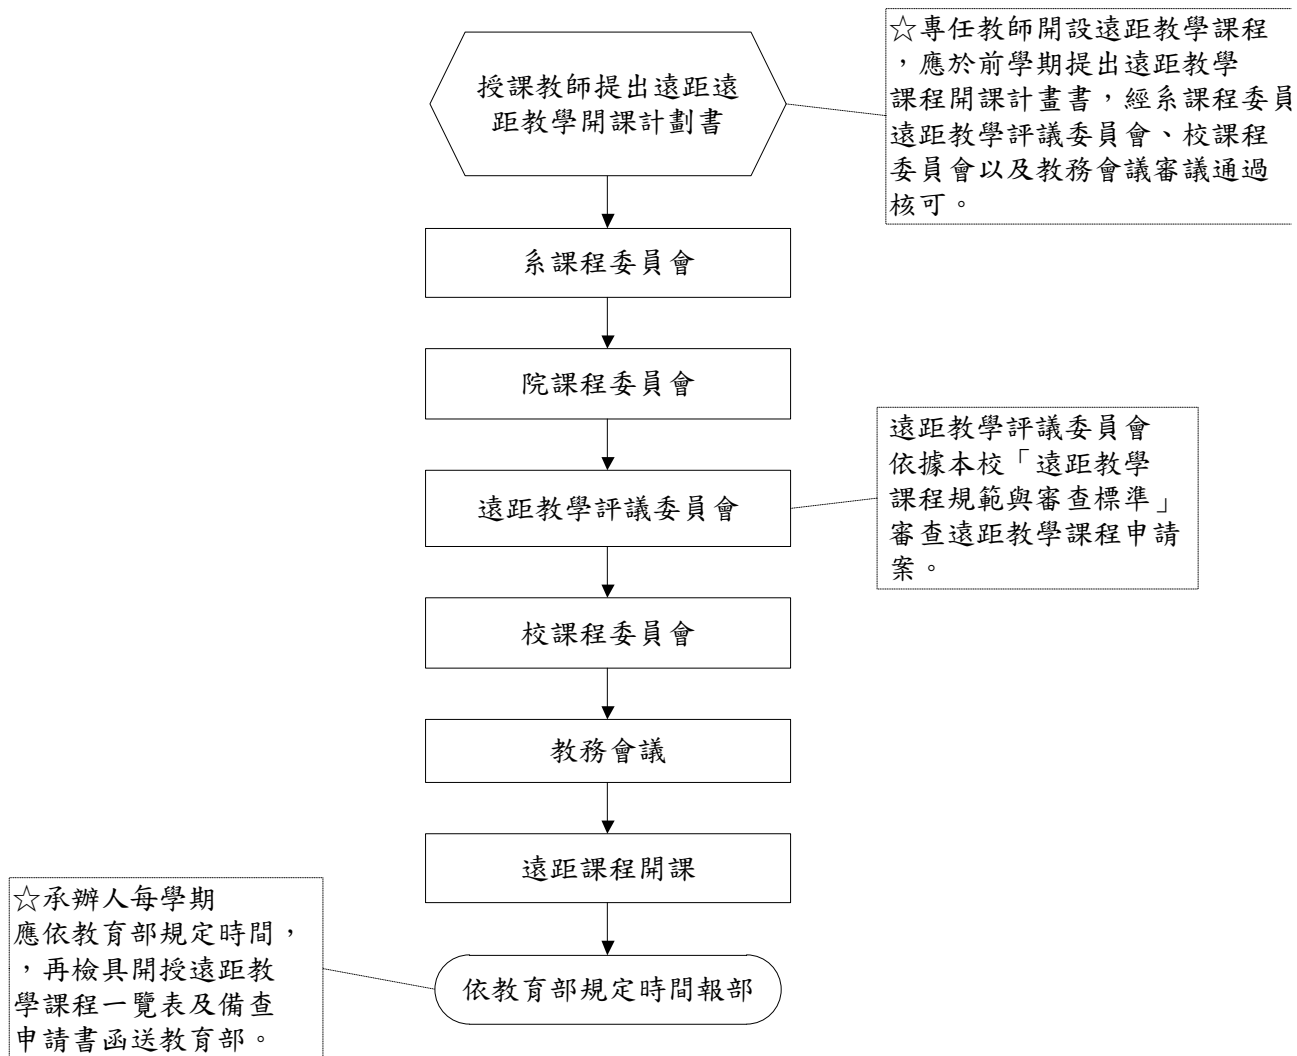 ☆專任教師開設遠距教學課程
，應於前學期提出遠距教學
課程開課計畫書，經系課程委員
遠距教學評議委員會、校課程
委員會以及教務會議審議通過
核可。
授課教師提出遠距遠
距教學開課計劃書
系課程委員會
院課程委員會
遠距教學評議委員會
依據本校「遠距教學
課程規範與審查標準」
審查遠距教學課程申請
案。
遠距教學評議委員會
校課程委員會
教務會議
遠距課程開課
☆承辦人每學期
應依教育部規定時間，
，再檢具開授遠距教
學課程一覽表及備查
申請書函送教育部。
依教育部規定時間報部